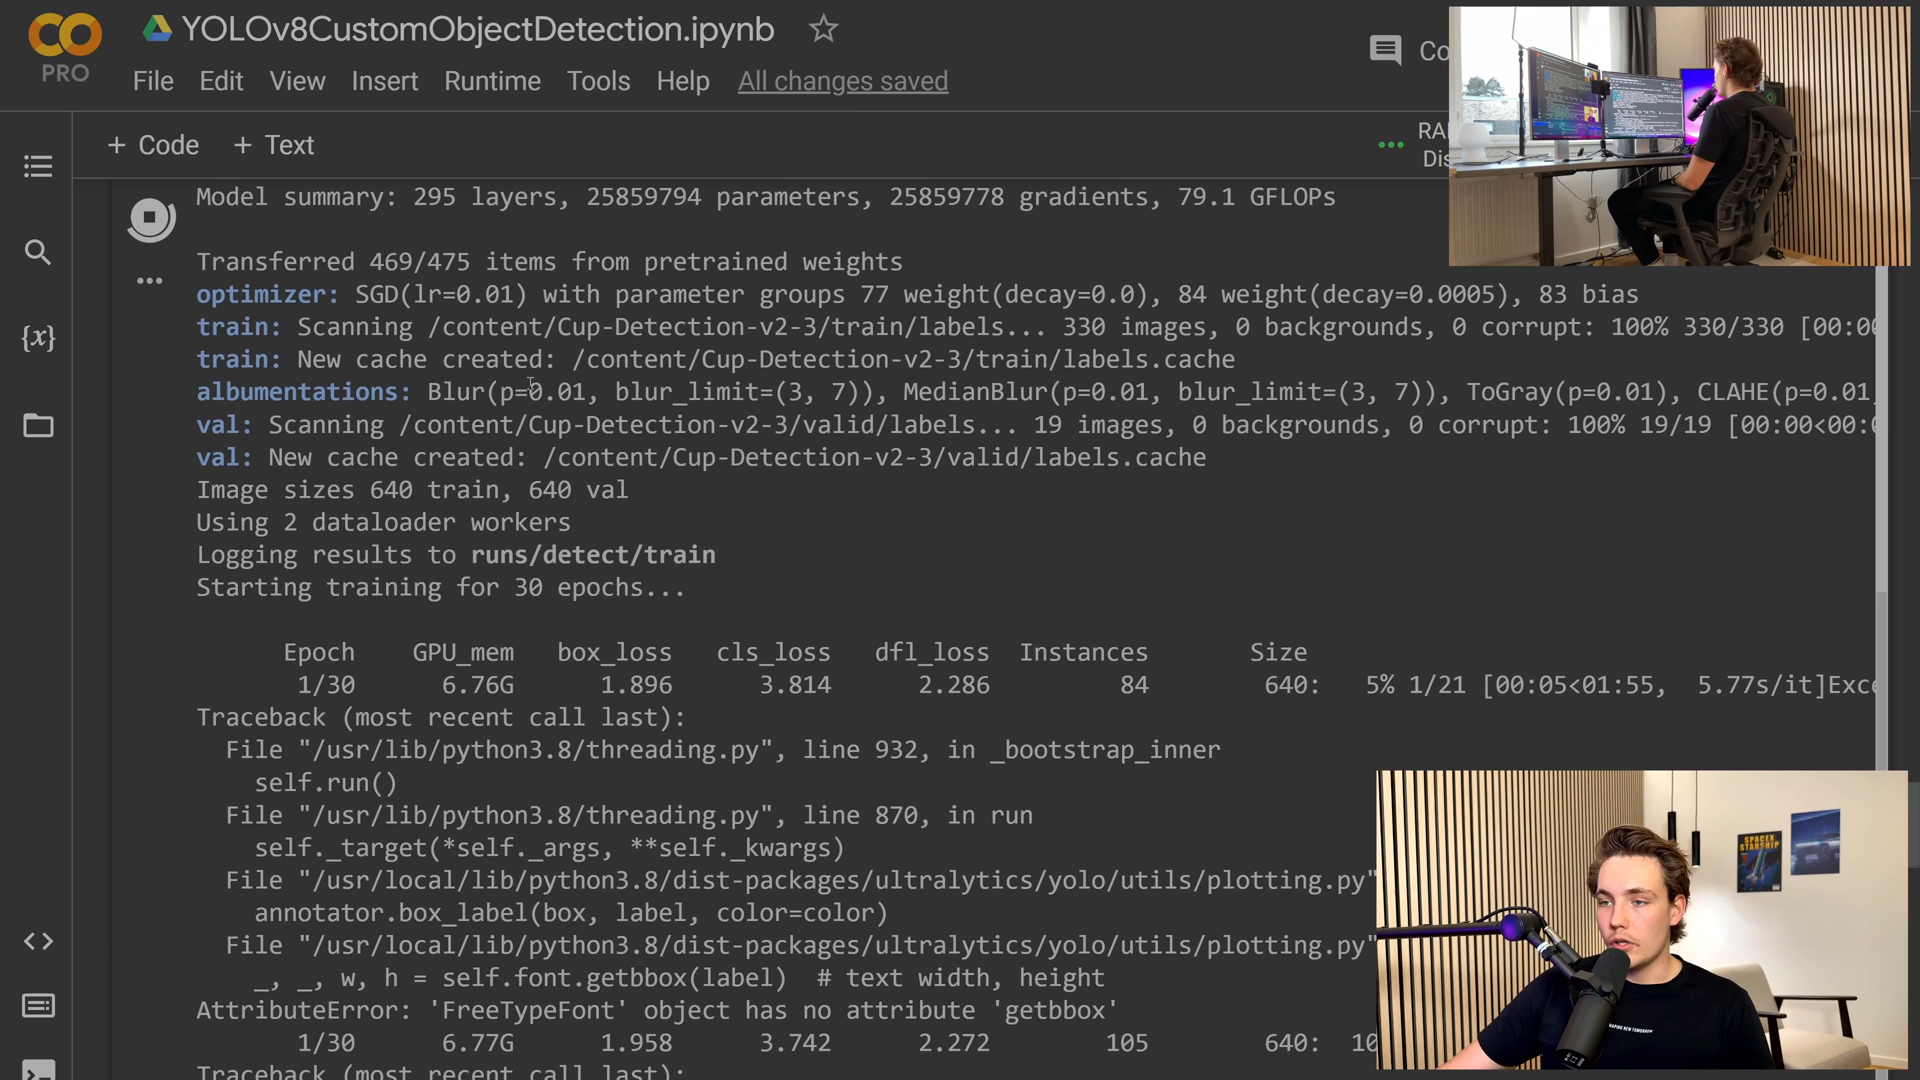 CO
PRO
YOLOv8CustomObjectDetection.ipynb
File Edit View Insert Runtime Tools Help All changes saved
Co
+ Code + Text
RA
Dis
Model summary: 295 layers, 25859794 parameters, 25859778 gradients, 79.1 GFLOPs
Transferred 469/475 items from pretrained weights
optimizer: SGD(lr=0.01) with parameter groups 77 weight(decay=0.0), 84 weight(decay=0.0005), 83 bias
train: Scanning /content/Cup-Detection-v2-3/train/labels... 330 images, 0 backgrounds, 0 corrupt: 100% 330/330 [00:00
train: New cache created: /content/Cup-Detection-v2-3/train/labels.cache
albumentations: Blur(p=0.01, blur_limit=(3, 7)), MedianBlur(p=0.01, blur_limit=(3, 7)), ToGray(p=0.01), CLAHE(p=0.01,
val: Scanning /content/Cup-Detection-v2-3/valid/labels... 19 images, 0 backgrounds, 0 corrupt: 100% 19/19 [00:00<00:0
val: New cache created: /content/Cup-Detection-v2-3/valid/labels.cache
Image sizes 640 train, 640 val
Using 2 dataloader workers
Logging results to runs/detect/train
Starting training for 30 epochs...
Epoch GPU_mem box_loss cls_loss dfl_loss Instances Size
1/30 6.76G 1.896 3.814 2.286 84 640: 5% 1/21 [00:05<01:55, 5.77s/it]Exce
Traceback (most recent call last):
File "/usr/lib/python3.8/threading.py", line 932, in _bootstrap_inner
self.run()
File "/usr/lib/python3.8/threading.py", line 870, in run
self._target(*self._args, **self._kwargs)
File "/usr/local/lib/python3.8/dist-packages/ultralytics/yolo/utils/plotting.py"
annotator.box_label(box, label, color=color)
File "/usr/local/lib/python3.8/dist-packages/ultralytics/yolo/utils/plotting.py"
_, _, w, h = self.font.getbbox(label) # text width, height
AttributeError: 'FreeTypeFont' object has no attribute 'getbbox'
1/30 6.77G 1.958 3.742 2.272 105 640: 10
Traceback (most recent call last):
SPACEX
STARSHIP